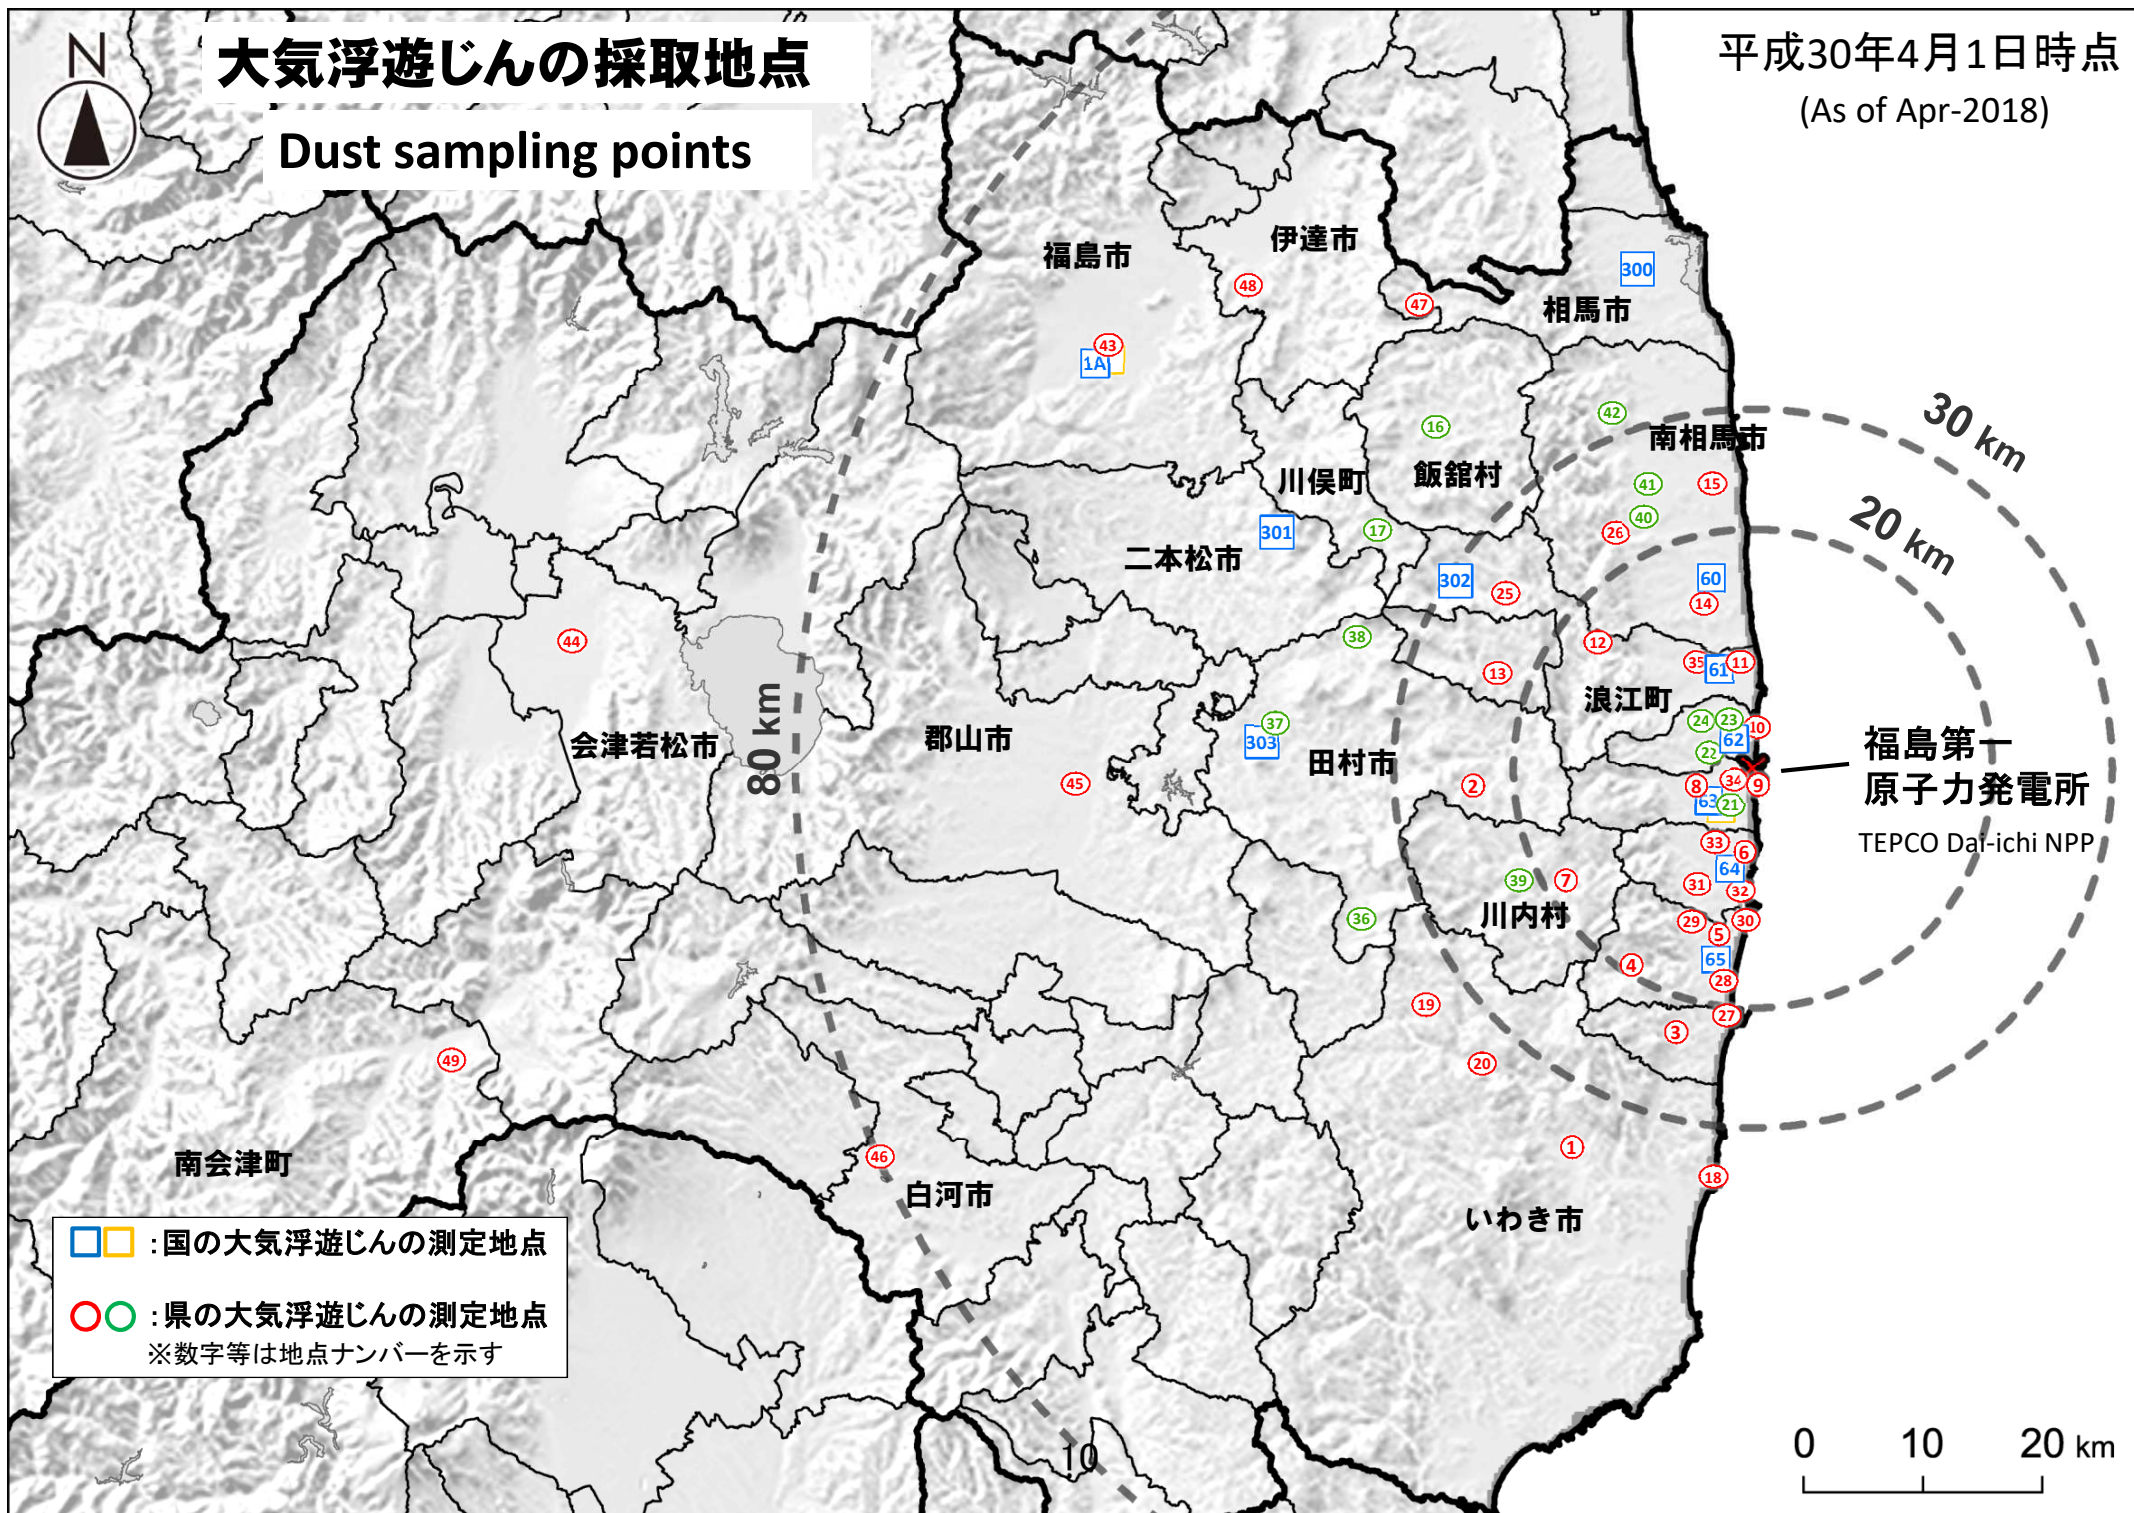 N
大気浮遊じんの採取地点
Dust sampling points
平成30年4月1日時点
(As of Apr-2018)
伊達市
福島市
300
48
47
相馬市
43
1A
30 km
42
16
南相馬市
川俣町
飯舘村
41
15
20 km
40
17
26
301
二本松市
302
60
25
14
38
12
44
35
61
11
13
浪江町
80 km
24
23
10
37
62
会津若松市
郡山市
303
田村市
22
福島第一
原子力発電所
TEPCO Dai-ichi NPP
45
2
8
34
9
63
21
33
6
64
39
7
31
32
川内村
36
29
30
5
4
65
28
19
27
3
49
20
1
46
南会津町
18
白河市
いわき市
:国の大気浮遊じんの測定地点
:県の大気浮遊じんの測定地点
※数字等は地点ナンバーを示す
10
0 10 20 km